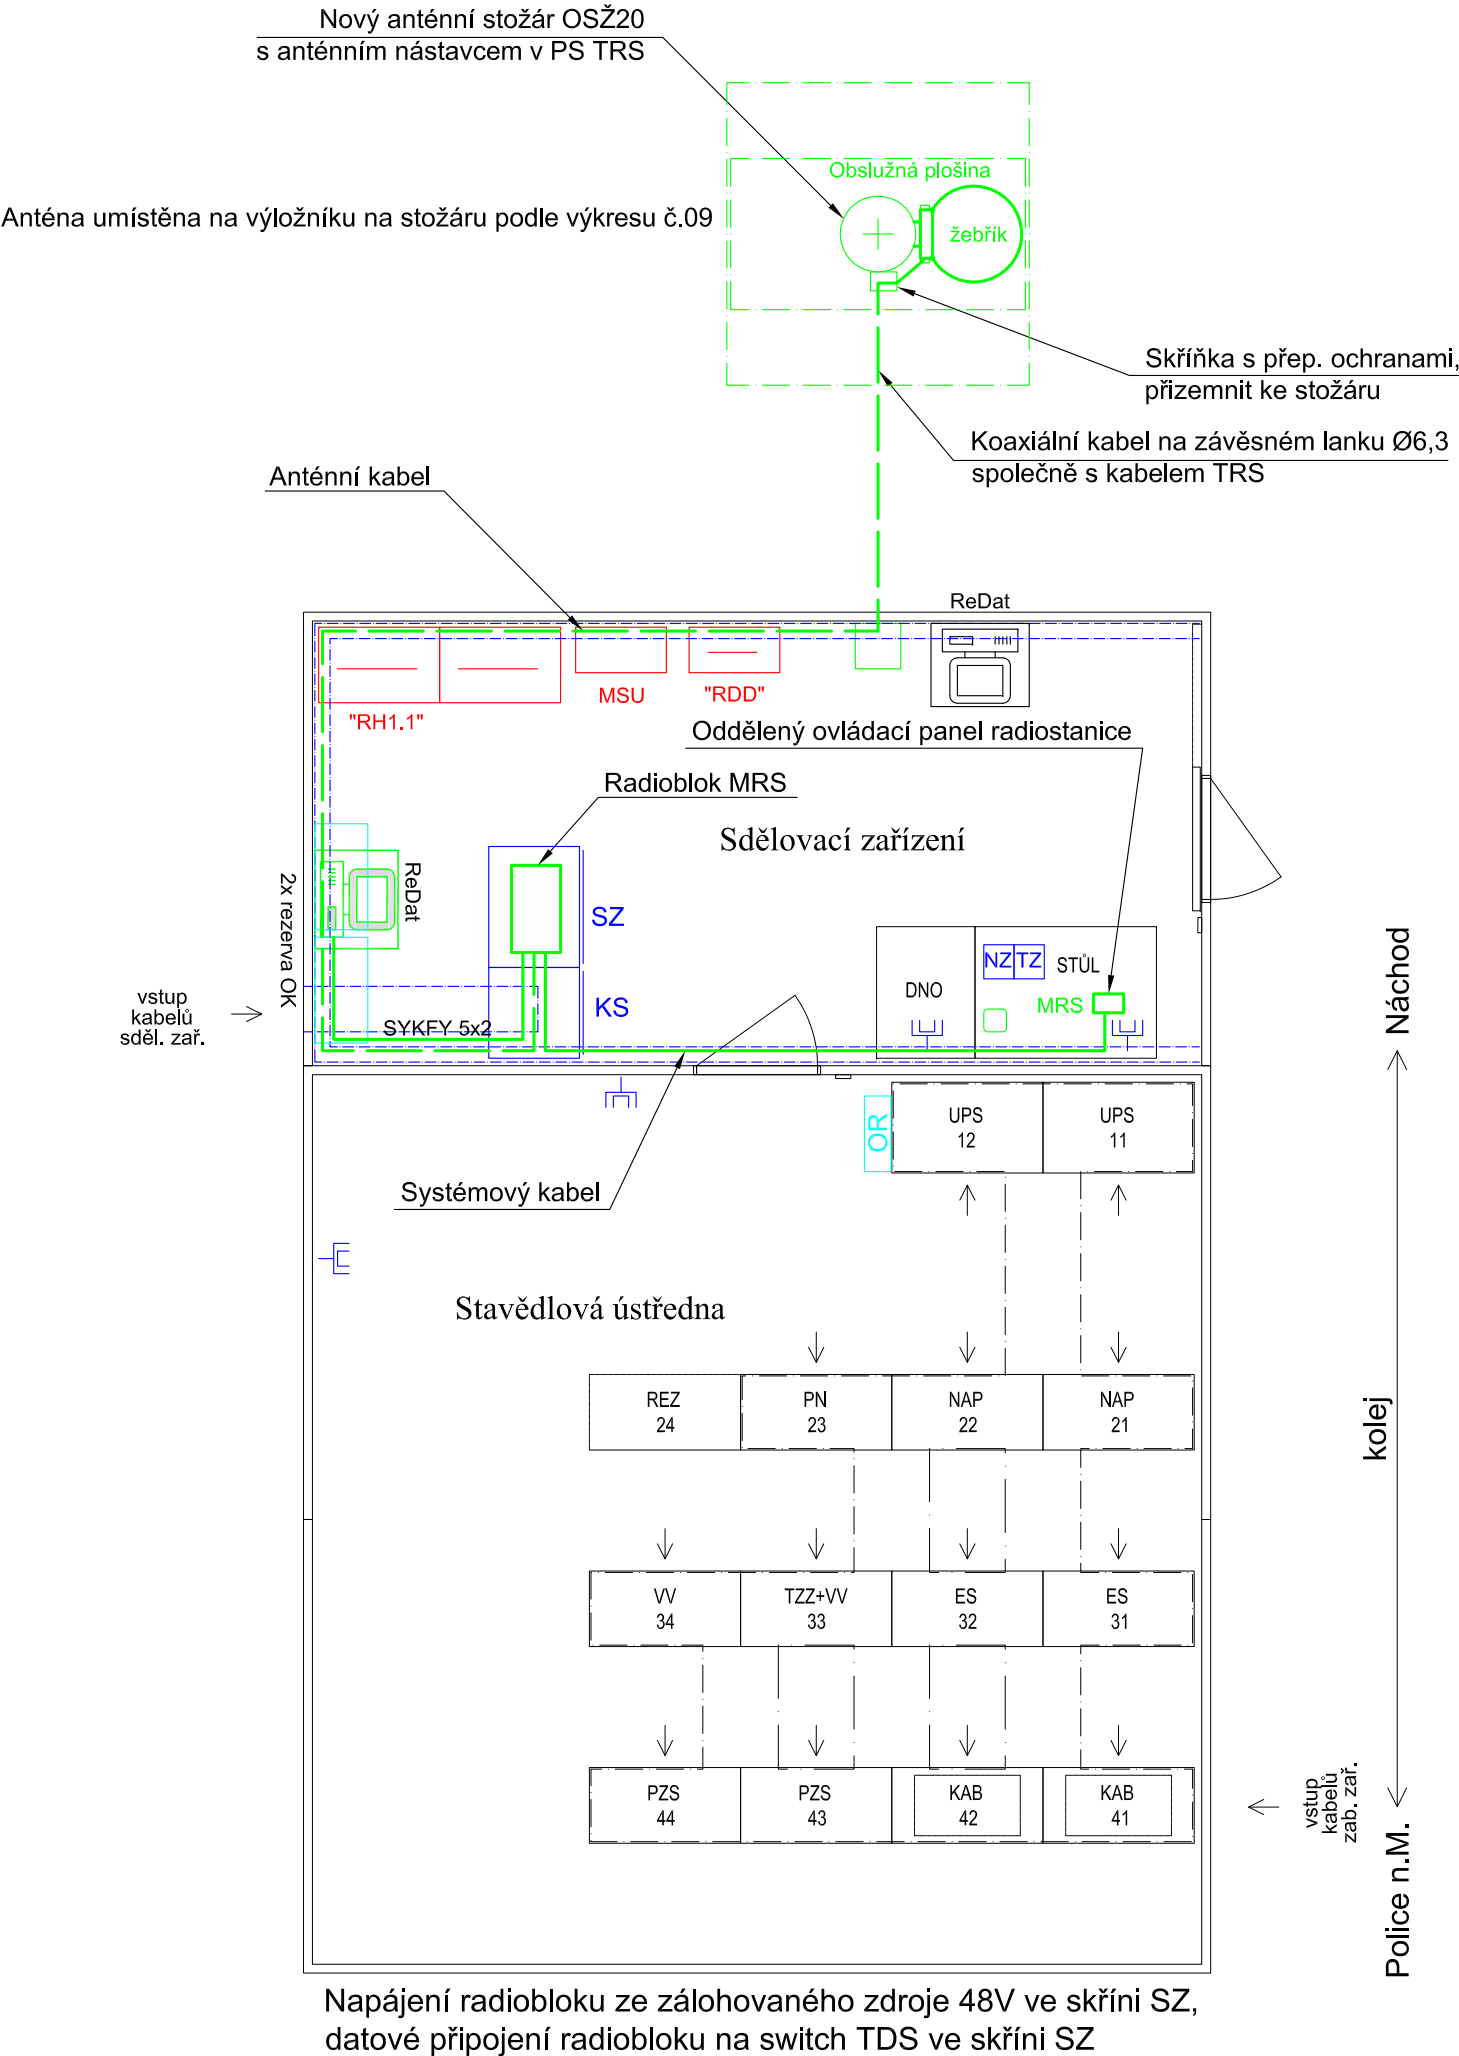 Nový anténní stožár OSŽ20
s anténním nástavcem v PS TRS
Obslužná plošina
Anténa umístěna na výložníku na stožáru podle výkresu č.09
žebřík
Skříňka s přep. ochranami,
přizemnit ke stožáru
Koaxiální kabel na závěsném lanku Ø6,3
společně s kabelem TRS
Anténní kabel
ReDat
MSU
"RDD"
"RH1.1"
Oddělený ovládací panel radiostanice
Radioblok MRS
Sdělovací zařízení
ReDat
2x rezerva OK
SZ
KS
NZ
TZ
STŮL
DNO
MRS
vstup
kabelů
sděl. zař.
SYKFY 5x2
Náchod
OR
UPS
12
UPS
11
Systémový kabel
Stavědlová ústředna
REZ
24
PN
23
NAP
22
NAP
21
kolej
VV
34
TZZ+VV
33
ES
32
ES
31
PZS
44
PZS
43
KAB
42
KAB
41
vstup
kabelů
zab. zař.
Police n.M.
Napájení radiobloku ze zálohovaného zdroje 48V ve skříni SZ,
datové připojení radiobloku na switch TDS ve skříni SZ